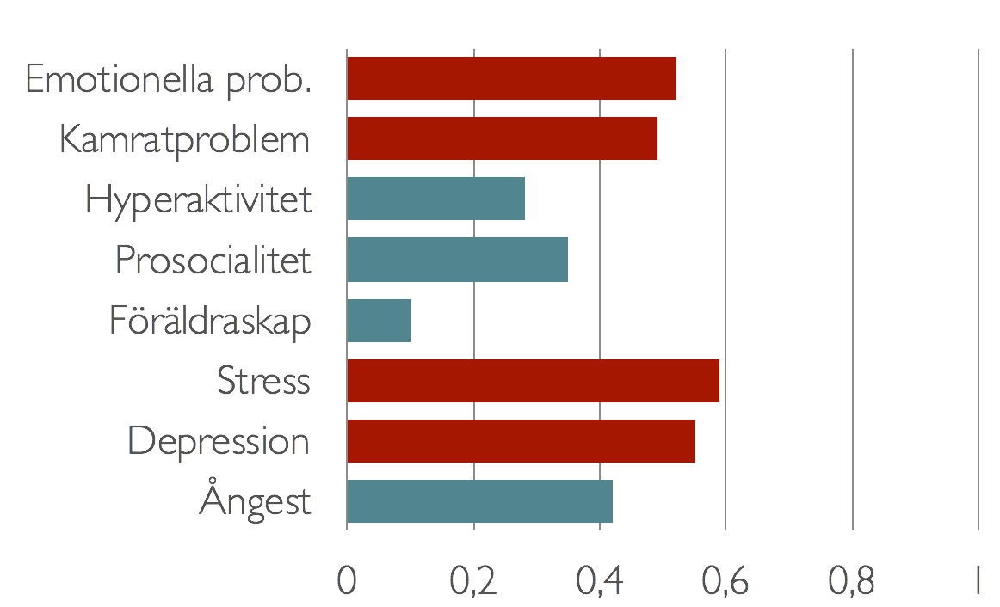 Emotionella prob.
Kamratproblem
Hyperaktivitet
Prosocialitet
Föräldraskap
Stress
Depression
Ångest
0 0,2 0,4 0,6 0,8 1